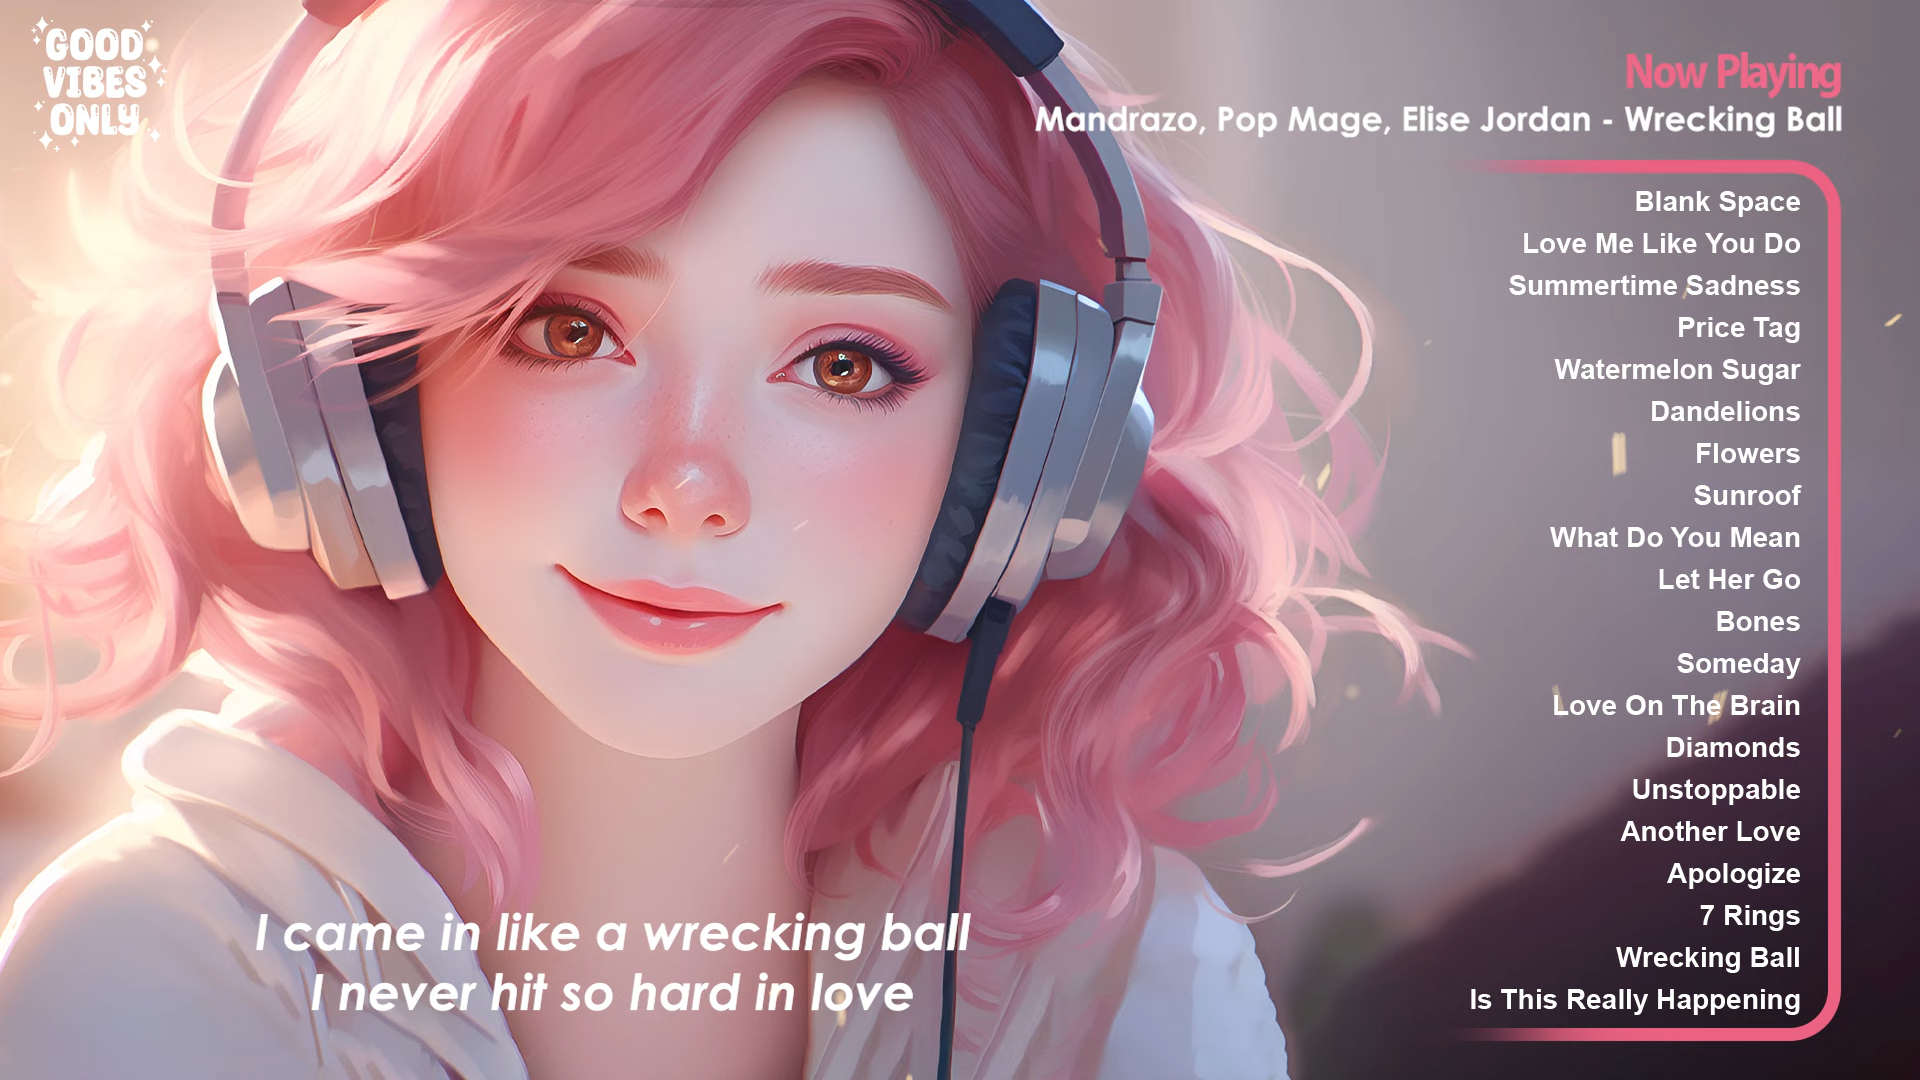 GOOD
VIBES
ONLY
Now Playing
Mandrazo, Pop Mage, Elise Jordan - Wrecking Ball
Blank Space
Love Me Like You Do
Summertime Sadness
Price Tag
Watermelon Sugar
Dandelions
Flowers
Sunroof
What Do You Mean
Let Her Go
Bones
Someday
Love On The Brain
Diamonds
Unstoppable
Another Love
Apologize
7 Rings
Wrecking Ball
Is This Really Happening
I came in like a wrecking ball
I never hit so hard in love